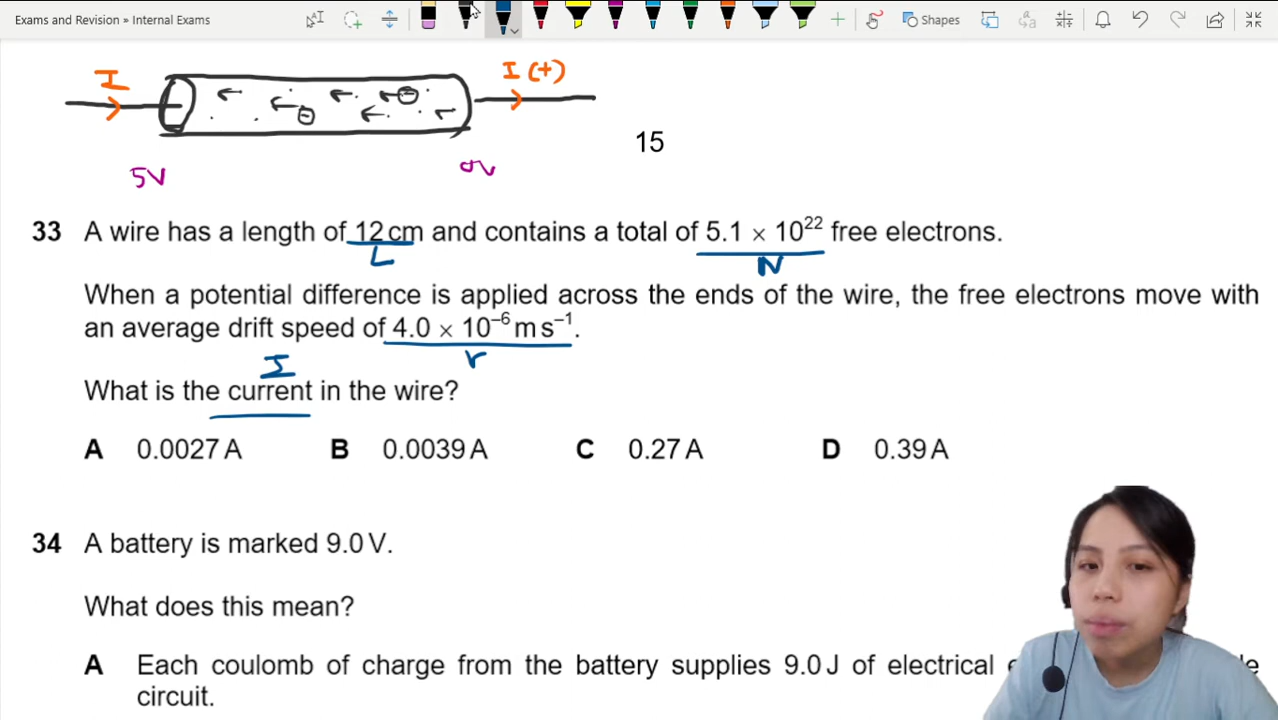 Exams and Revision » Internal Exams
Shapes
I
I (+)
15
5V
0V
33 A wire has a length of 12 cm and contains a total of 5.1 × 10²² free electrons.
L
N
When a potential difference is applied across the ends of the wire, the free electrons move with
an average drift speed of 4.0 × 10⁻⁶ m s⁻¹.
I
v
What is the current in the wire?
A 0.0027 A B 0.0039 A C 0.27 A D 0.39 A
34 A battery is marked 9.0 V.
What does this mean?
A Each coulomb of charge from the battery supplies 9.0 J of electrical
circuit.